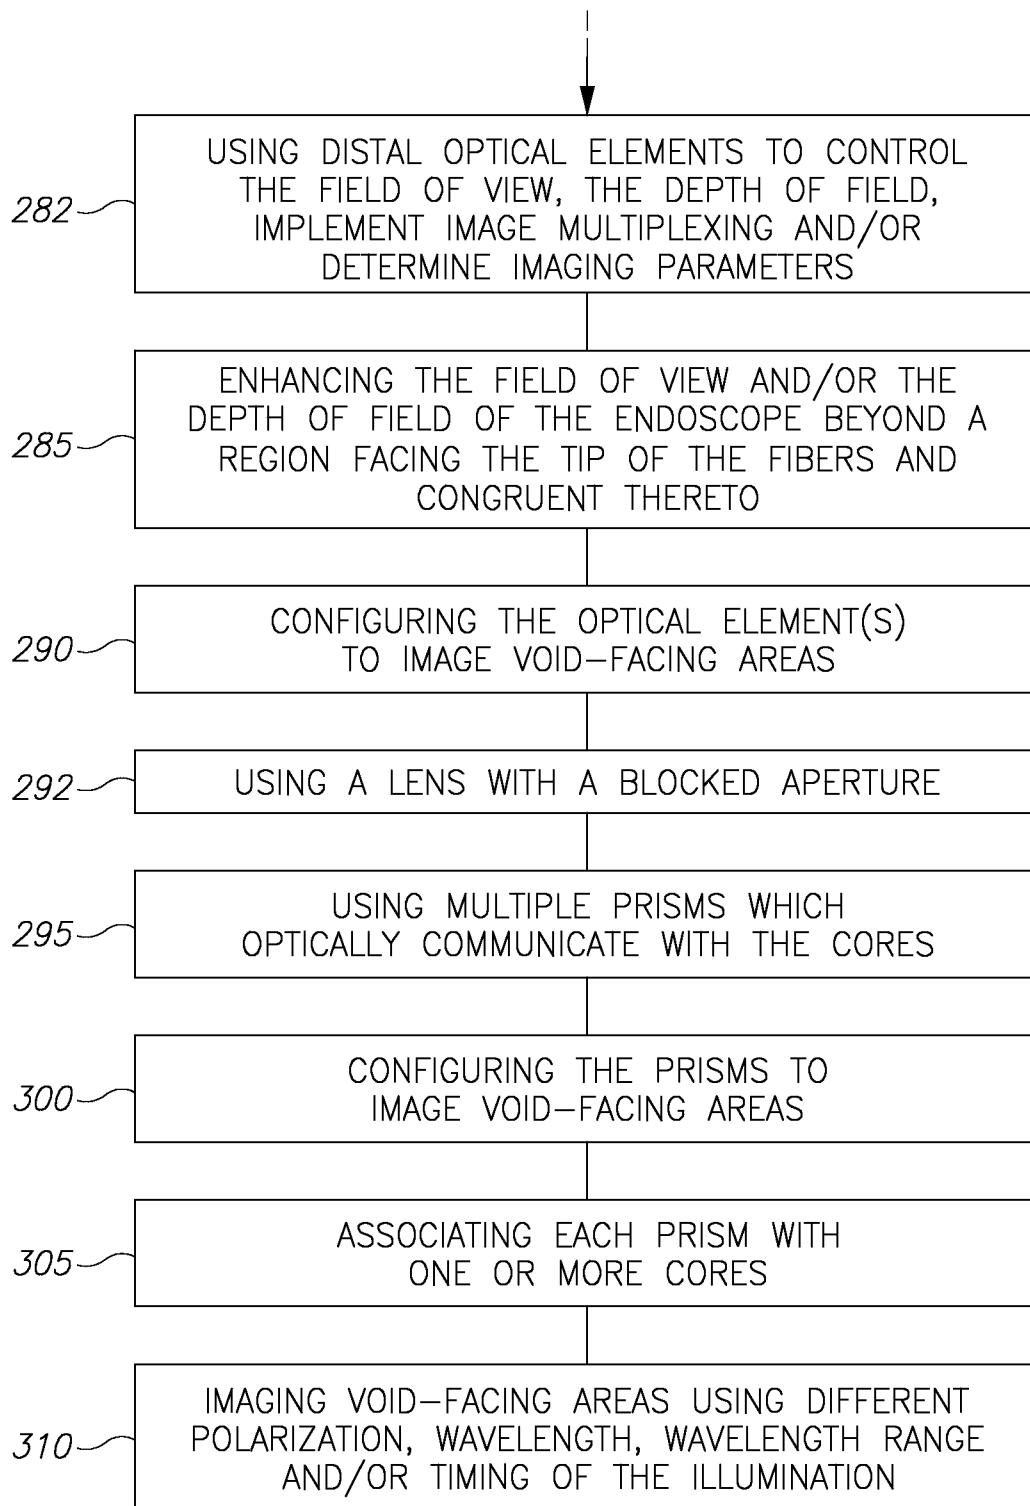 USING DISTAL OPTICAL ELEMENTS TO CONTROL
THE FIELD OF VIEW, THE DEPTH OF FIELD,
IMPLEMENT IMAGE MULTIPLEXING AND/OR
DETERMINE IMAGING PARAMETERS
282
ENHANCING THE FIELD OF VIEW AND/OR THE
DEPTH OF FIELD OF THE ENDOSCOPE BEYOND A
REGION FACING THE TIP OF THE FIBERS AND
CONGRUENT THERETO
285
CONFIGURING THE OPTICAL ELEMENT(S)
TO IMAGE VOID-FACING AREAS
290
USING A LENS WITH A BLOCKED APERTURE
292
USING MULTIPLE PRISMS WHICH
OPTICALLY COMMUNICATE WITH THE CORES
295
CONFIGURING THE PRISMS TO
IMAGE VOID-FACING AREAS
300
ASSOCIATING EACH PRISM WITH
ONE OR MORE CORES
305
IMAGING VOID-FACING AREAS USING DIFFERENT
POLARIZATION, WAVELENGTH, WAVELENGTH RANGE
AND/OR TIMING OF THE ILLUMINATION
310